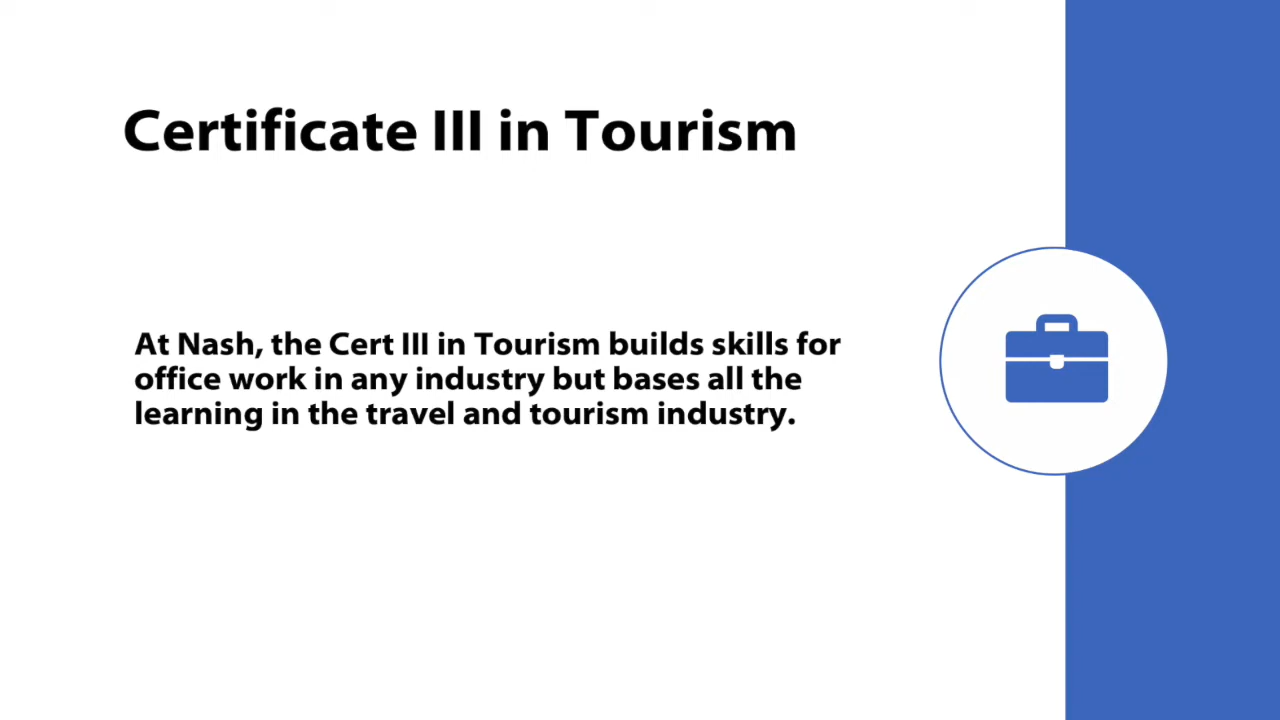 Certificate III in Tourism
At Nash, the Cert III in Tourism builds skills for
office work in any industry but bases all the
learning in the travel and tourism industry.